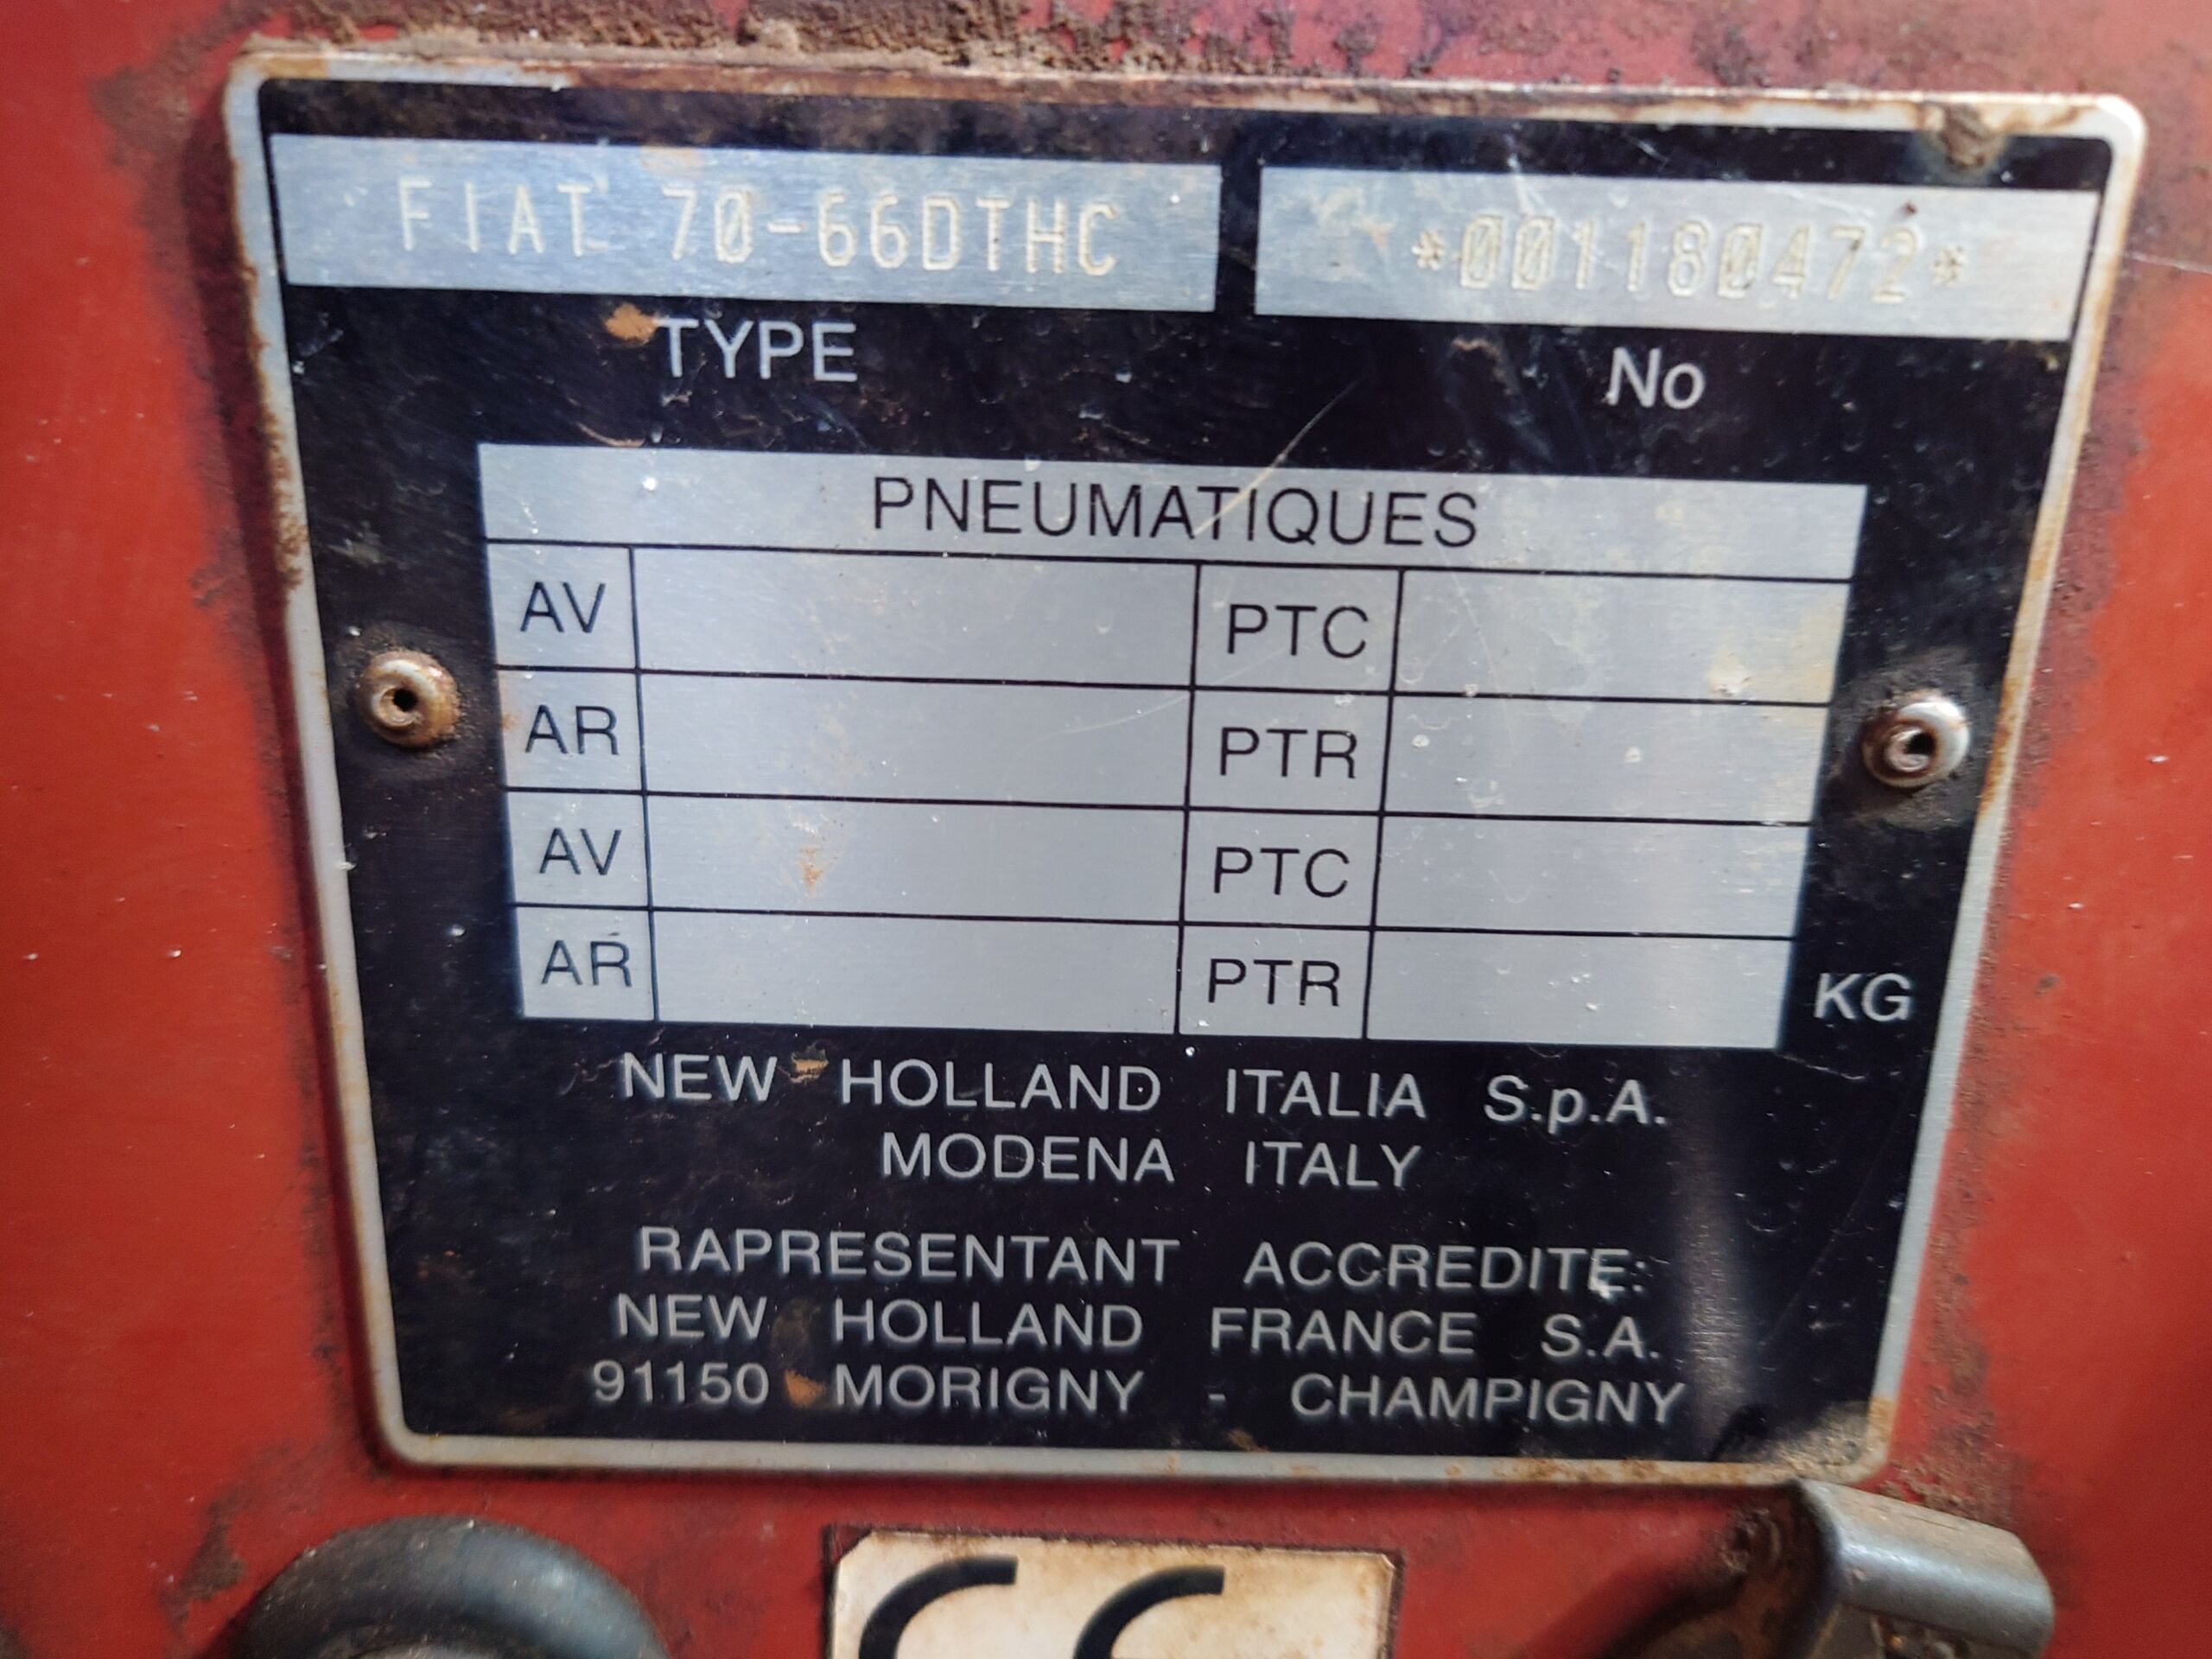 FIAT 70-66DTHC *001180472*
TYPE No
PNEUMATIQUES
AV PTC
AR PTR
AV PTC
AR PTR KG
NEW HOLLAND ITALIA S.p.A.
MODENA ITALY
RAPRESENTANT ACCREDITE:
NEW HOLLAND FRANCE S.A.
91150 MORIGNY - CHAMPIGNY
CE